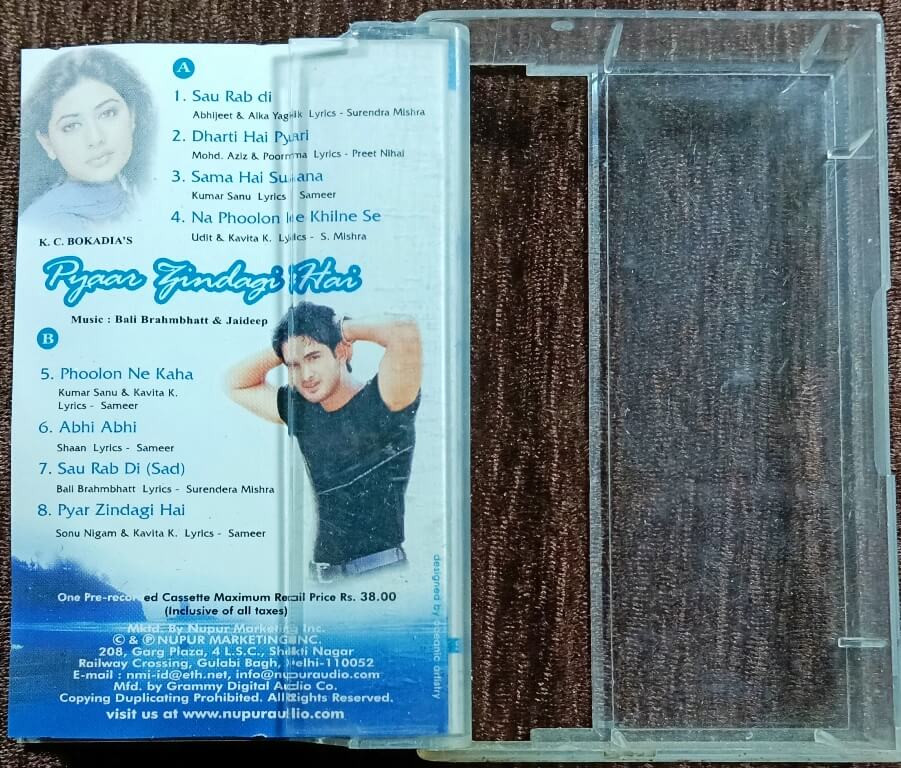 A
1. Sau Rab di
Abhijeet & Alka Yagnik Lyrics - Surendra Mishra
2. Dharti Hai Pyaari
Mohd. Aziz & Poornima Lyrics - Preet Nihal
3. Sama Hai Suhana
Kumar Sanu Lyrics Sameer
4. Na Phoolon Ke Khilne Se
Udit & Kavita K. Lyrics - S. Mishra
K. C. BOKADIA'S
Pyaar Zindagi Hai
Music : Bali Brahmbhatt & Jaideep
B
5. Phoolon Ne Kaha
Kumar Sanu & Kavita K.
Lyrics - Sameer
6. Abhi Abhi
Shaan Lyrics - Sameer
7. Sau Rab Di (Sad)
Bali Brahmbhatt Lyrics - Surendera Mishra
8. Pyar Zindagi Hai
Sonu Nigam & Kavita K. Lyrics - Sameer
One Pre-recorded Cassette Maximum Retail Price Rs. 38.00
(Inclusive of all taxes)
Mktd. By Nupur Marketing Inc.
© & ℗ NUPUR MARKETING INC.
208, Garg Plaza, 4 L.S.C., Shakti Nagar
Railway Crossing, Gulabi Bagh, Delhi-110052
E-mail : nmi-id@eth.net, info@nupuraudio.com
Mfd. by Grammy Digital Audio Co.
Copying Duplicating Prohibited. All Rights Reserved.
visit us at www.nupuraudio.com
designed by oceanic artistry